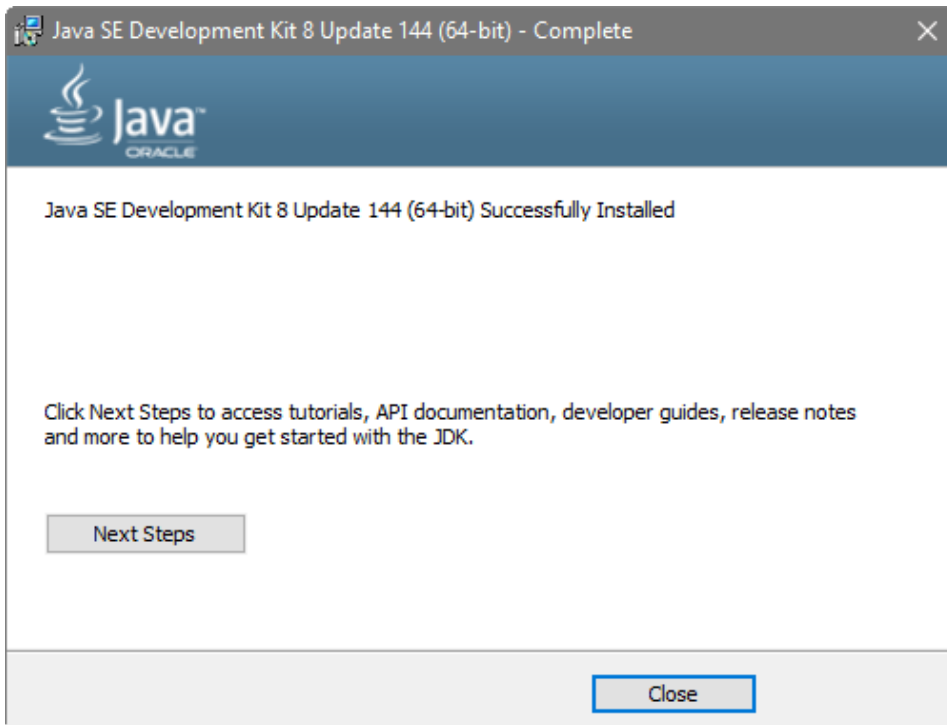 Java SE Development Kit 8 Update 144 (64-bit) - Complete
Java™
ORACLE
Java SE Development Kit 8 Update 144 (64-bit) Successfully Installed
Click Next Steps to access tutorials, API documentation, developer guides, release notes
and more to help you get started with the JDK.
Next Steps
Close